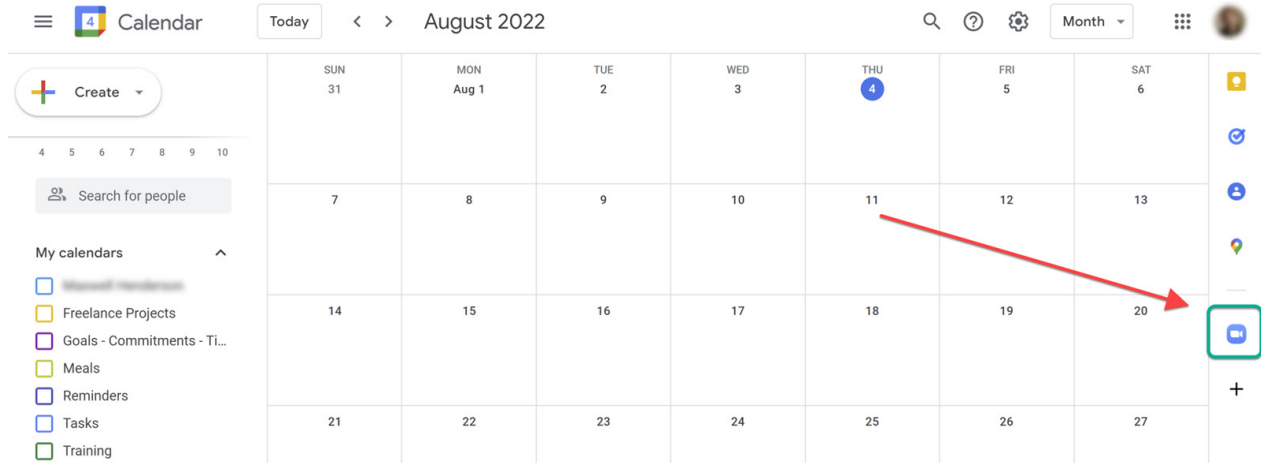 4 Calendar Today August 2022 Month
SUN MON TUE WED THU FRI SAT
31 Aug 1 2 3 4 5 6
Create
4 5 6 7 8 9 10
Search for people
7 8 9 10 11 12 13
My calendars
Freelance Projects
14 15 16 17 18 19 20
Goals - Commitments - Ti...
Meals
Reminders
Tasks
21 22 23 24 25 26 27
Training